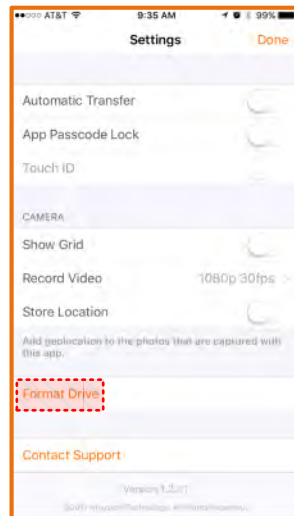 AT&T 9:35 AM 99%
Settings Done
Automatic Transfer
App Passcode Lock
Touch ID
CAMERA
Show Grid
Record Video 1080p 30fps >
Store Location
Add geolocation to the photos that are captured with
this app.
Format Drive
Contact Support
Version